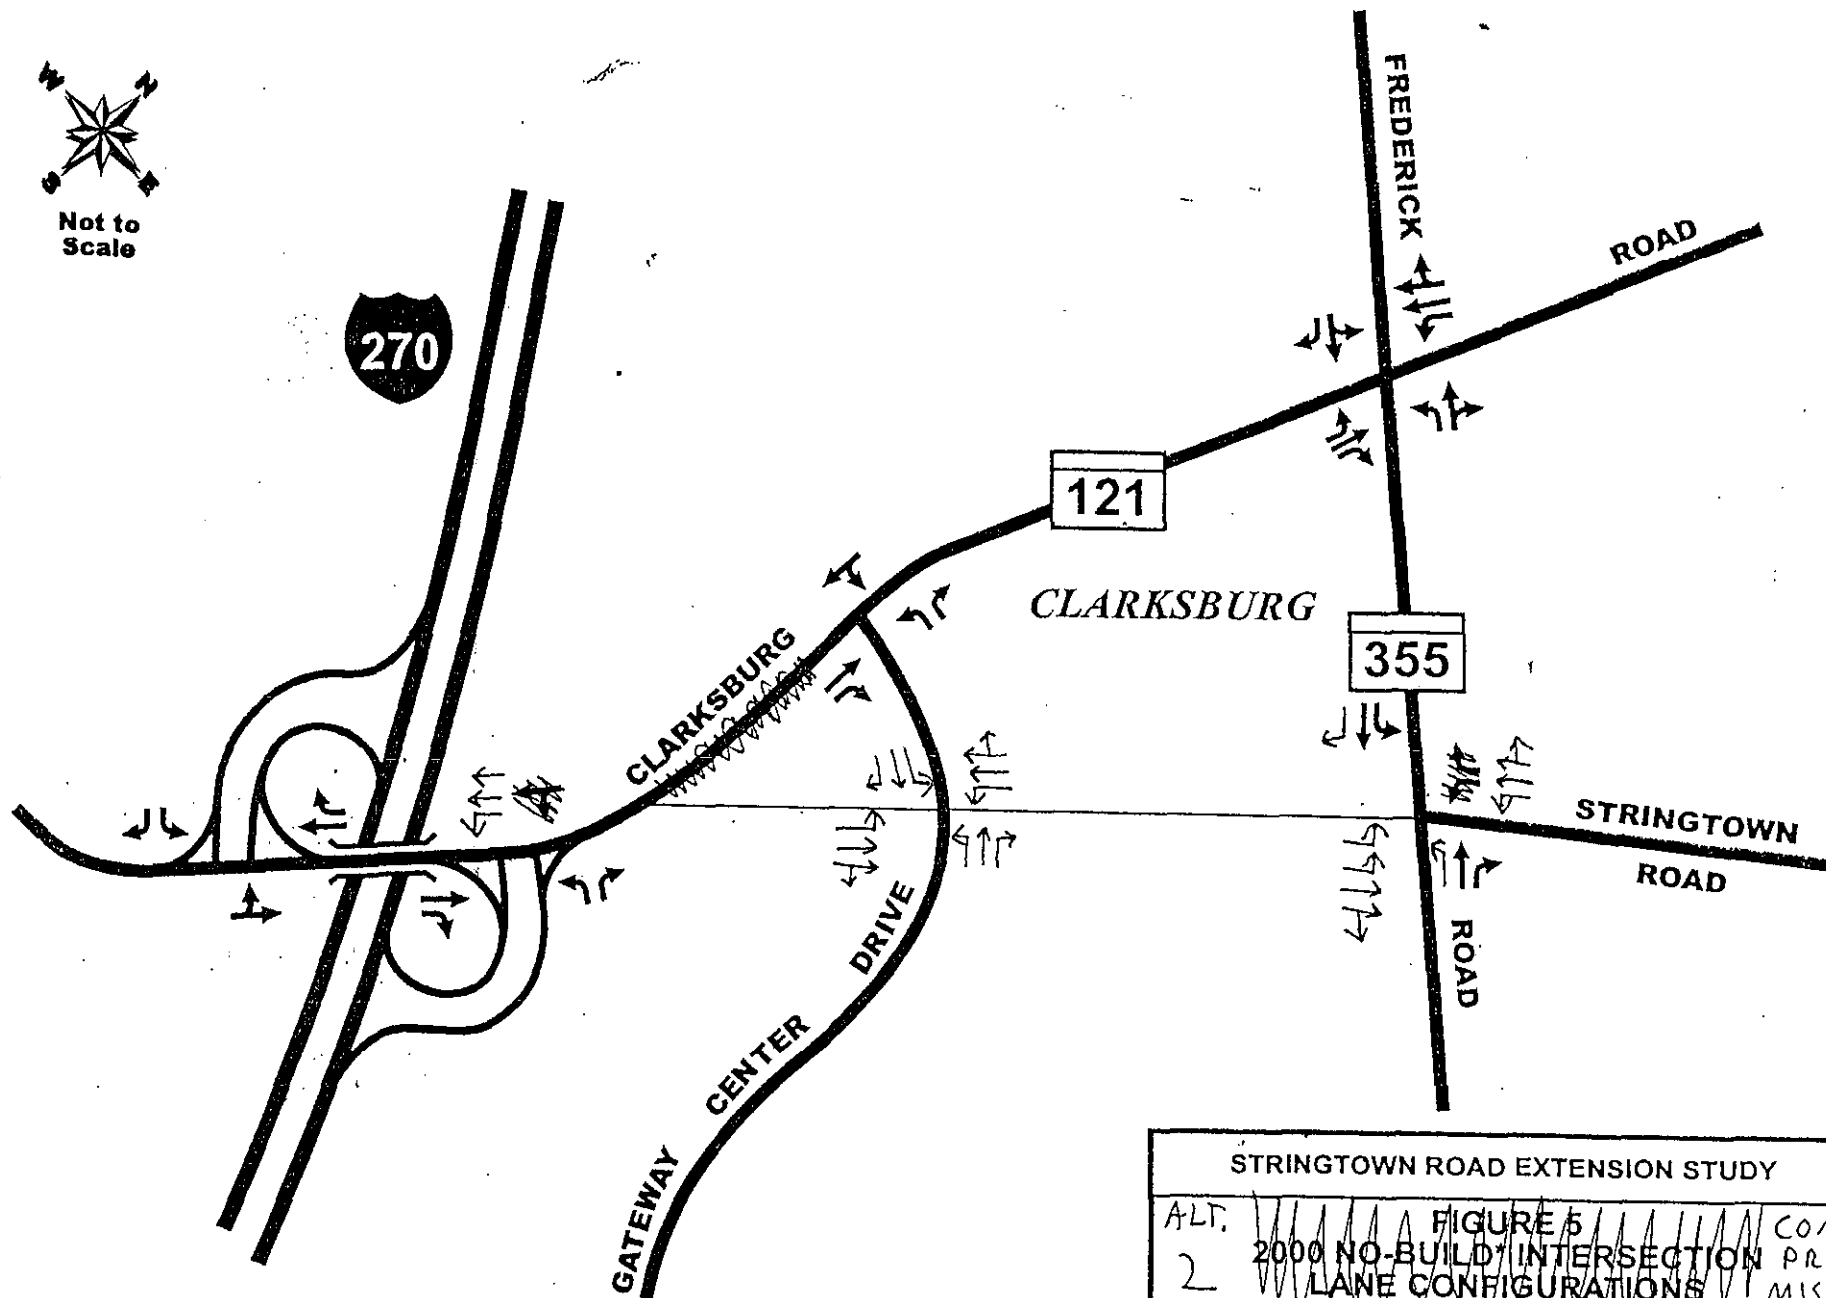 W N
S E
Not to
Scale
270
FREDERICK
ROAD
121
CLARKSBURG
355
CLARKSBURG
STRINGTOWN
ROAD
DRIVE
ROAD
CENTER
GATEWAY
STRINGTOWN ROAD EXTENSION STUDY
ALT.
2
FIGURE 5
2000 NO-BUILD* INTERSECTION
LANE CONFIGURATIONS